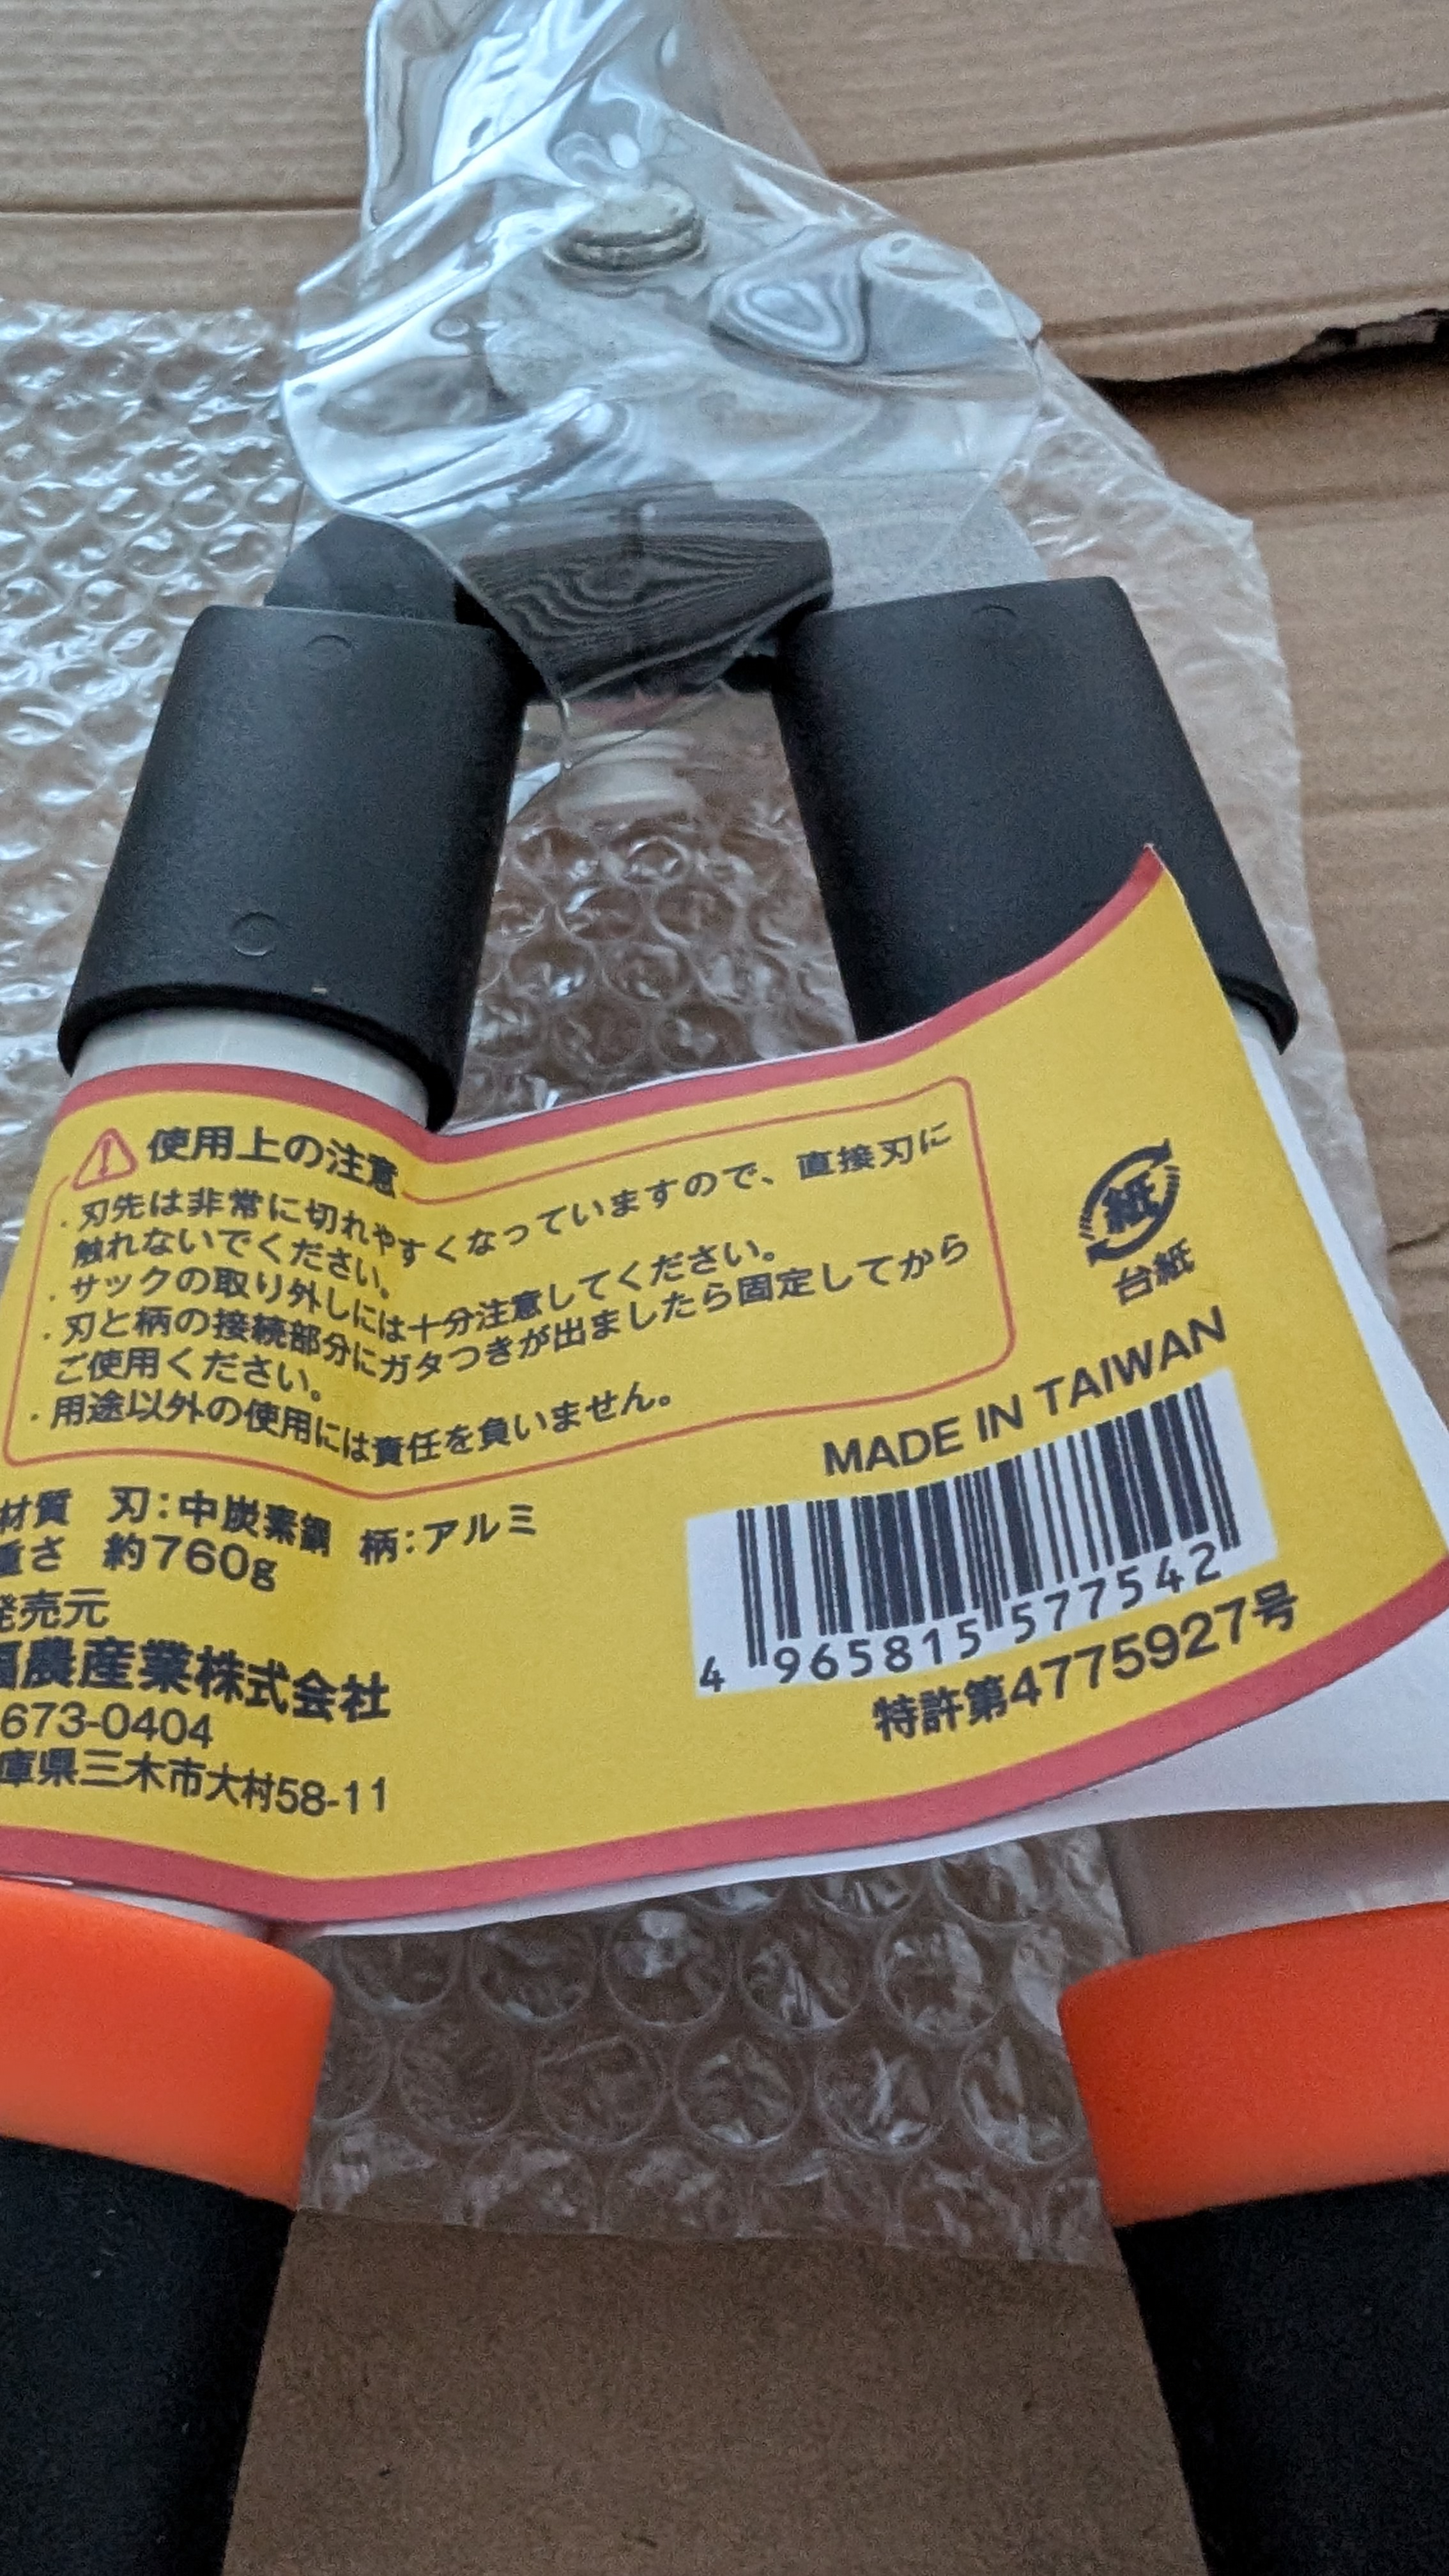 使用上の注意
・刃先は非常に切れやすくなっていますので、直接刃に
触れないでください。
・サックの取り外しには十分注意してください。
・刃と柄の接続部分にガタつきが出ましたら固定してから
ご使用ください。
・用途以外の使用には責任を負いません。
紙
台紙
MADE IN TAIWAN
材質 刃:中炭素鋼 柄:アルミ
重さ 約760g
発売元
農産業株式会社
673-0404
庫県三木市大村58-11
4 965815 577542
特許第4775927号